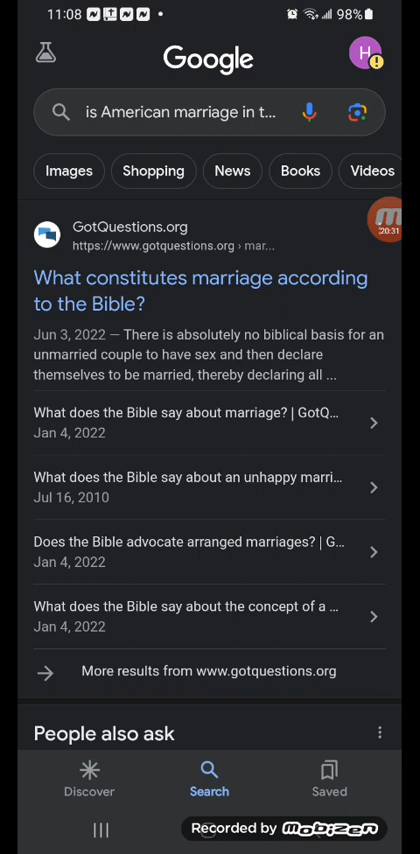 11:08 98%
Google
H
is American marriage in t...
Images Shopping News Books Videos
GotQuestions.org
https://www.gotquestions.org › mar...
20:31
What constitutes marriage according
to the Bible?
Jun 3, 2022 — There is absolutely no biblical basis for an
unmarried couple to have sex and then declare
themselves to be married, thereby declaring all ...
What does the Bible say about marriage? | GotQ...
Jan 4, 2022
What does the Bible say about an unhappy marri...
Jul 16, 2010
Does the Bible advocate arranged marriages? | G...
Jan 4, 2022
What does the Bible say about the concept of a ...
Jan 4, 2022
More results from www.gotquestions.org
People also ask
Discover Search Saved
Recorded by mobizen